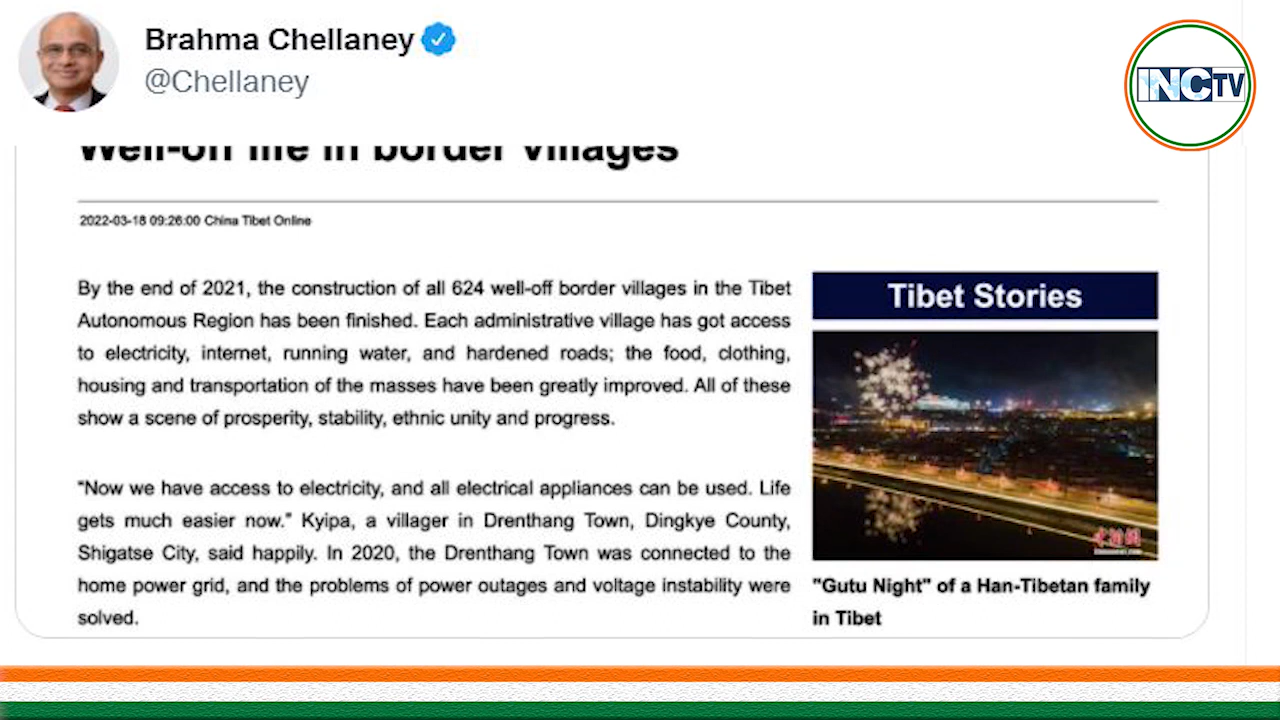 Brahma Chellaney
@Chellaney
INCTV
Well-off life in border villages
2022-03-18 09:26:00 China Tibet Online
By the end of 2021, the construction of all 624 well-off border villages in the Tibet
Autonomous Region has been finished. Each administrative village has got access
to electricity, internet, running water, and hardened roads; the food, clothing,
housing and transportation of the masses have been greatly improved. All of these
show a scene of prosperity, stability, ethnic unity and progress.
"Now we have access to electricity, and all electrical appliances can be used. Life
gets much easier now." Kyipa, a villager in Drenthang Town, Dingkye County,
Shigatse City, said happily. In 2020, the Drenthang Town was connected to the
home power grid, and the problems of power outages and voltage instability were
solved.
Tibet Stories
"Gutu Night" of a Han-Tibetan family
in Tibet